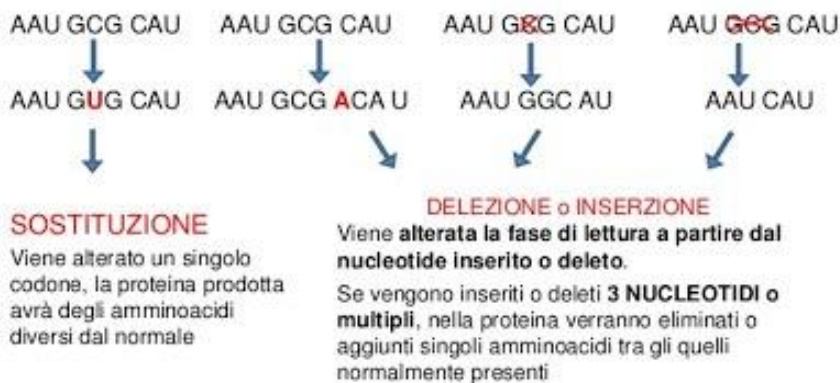 AAU GCG CAU
AAU GCG CAU
AAU GCG CAU
AAU GCG CAU
AAU GUG CAU
AAU GCG ACA U
AAU GGC AU
AAU CAU
SOSTITUZIONE
Viene alterato un singolo
codone, la proteina prodotta
avrà degli amminoacidi
diversi dal normale
DELEZIONE o INSERZIONE
Viene alterata la fase di lettura a partire dal
nucleotide inserito o deleto.
Se vengono inseriti o deleti 3 NUCLEOTIDI o
multipli, nella proteina verranno eliminati o
aggiunti singoli amminoacidi tra gli quelli
normalmente presenti